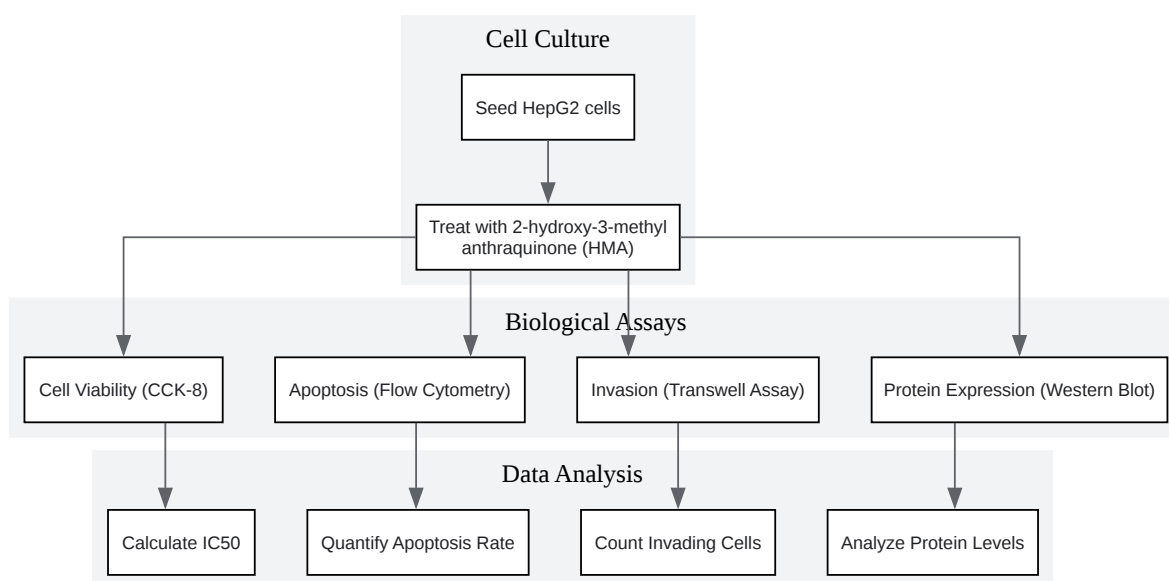 Cell Culture
Seed HepG2 cells
Treat with 2-hydroxy-3-methyl
anthraquinone (HMA)
Biological Assays
Cell Viability (CCK-8)
Apoptosis (Flow Cytometry)
Invasion (Transwell Assay)
Protein Expression (Western Blot)
Data Analysis
Calculate IC50
Quantify Apoptosis Rate
Count Invading Cells
Analyze Protein Levels